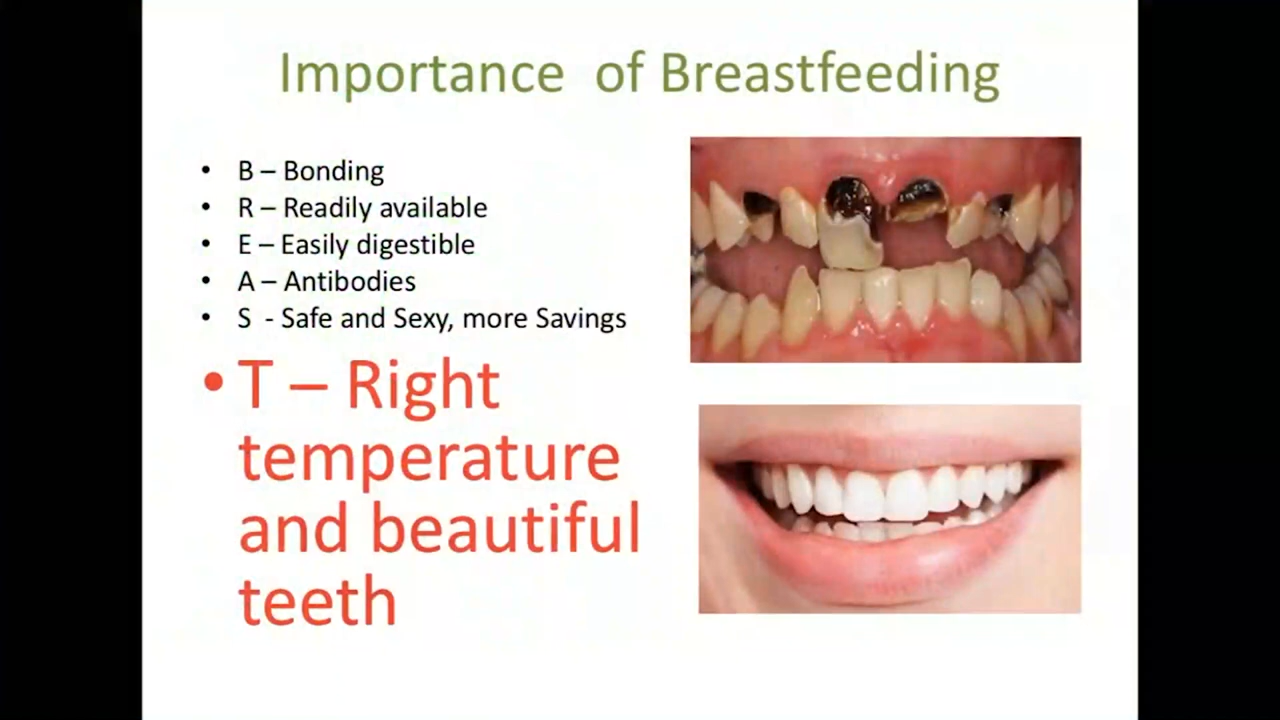 Importance  of Breastfeeding
• B – Bonding
• R – Readily available
• E – Easily digestible
• A – Antibodies
• S  - Safe and Sexy, more Savings
• T – Right
temperature
and beautiful
teeth